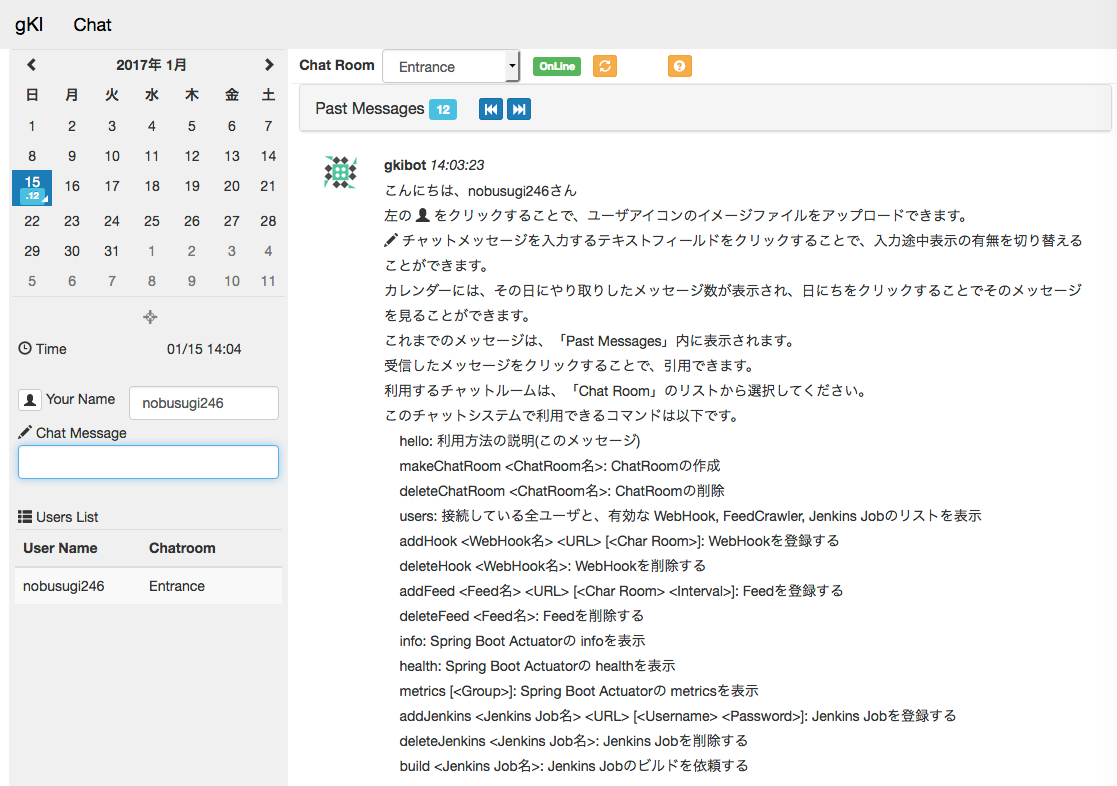 gKI Chat
2017年 1月
日 月 火 水 木 金 土
1 2 3 4 5 6 7
8 9 10 11 12 13 14
15 16 17 18 19 20 21
.12
22 23 24 25 26 27 28
29 30 31 1 2 3 4
5 6 7 8 9 10 11
Time 01/15 14:04
Your Name nobusugi246
Chat Message
Users List
User Name Chatroom
nobusugi246 Entrance
Chat Room Entrance OnLine
Past Messages 12
gkibot 14:03:23
こんにちは、nobusugi246さん
左の をクリックすることで、ユーザアイコンのイメージファイルをアップロードできます。
チャットメッセージを入力するテキストフィールドをクリックすることで、入力途中表示の有無を切り替える
ことができます。
カレンダーには、その日にやり取りしたメッセージ数が表示され、日にちをクリックすることでそのメッセージ
を見ることができます。
これまでのメッセージは、「Past Messages」内に表示されます。
受信したメッセージをクリックすることで、引用できます。
利用するチャットルームは、「Chat Room」のリストから選択してください。
このチャットシステムで利用できるコマンドは以下です。
hello: 利用方法の説明(このメッセージ)
makeChatRoom <ChatRoom名>: ChatRoomの作成
deleteChatRoom <ChatRoom名>: ChatRoomの削除
users: 接続している全ユーザと、有効な WebHook, FeedCrawler, Jenkins Jobのリストを表示
addHook <WebHook名> <URL> [<Char Room>]: WebHookを登録する
deleteHook <WebHook名>: WebHookを削除する
addFeed <Feed名> <URL> [<Char Room> <Interval>]: Feedを登録する
deleteFeed <Feed名>: Feedを削除する
info: Spring Boot Actuatorの infoを表示
health: Spring Boot Actuatorの healthを表示
metrics [<Group>]: Spring Boot Actuatorの metricsを表示
addJenkins <Jenkins Job名> <URL> [<Username> <Password>]: Jenkins Jobを登録する
deleteJenkins <Jenkins Job名>: Jenkins Jobを削除する
build <Jenkins Job名>: Jenkins Jobのビルドを依頼する